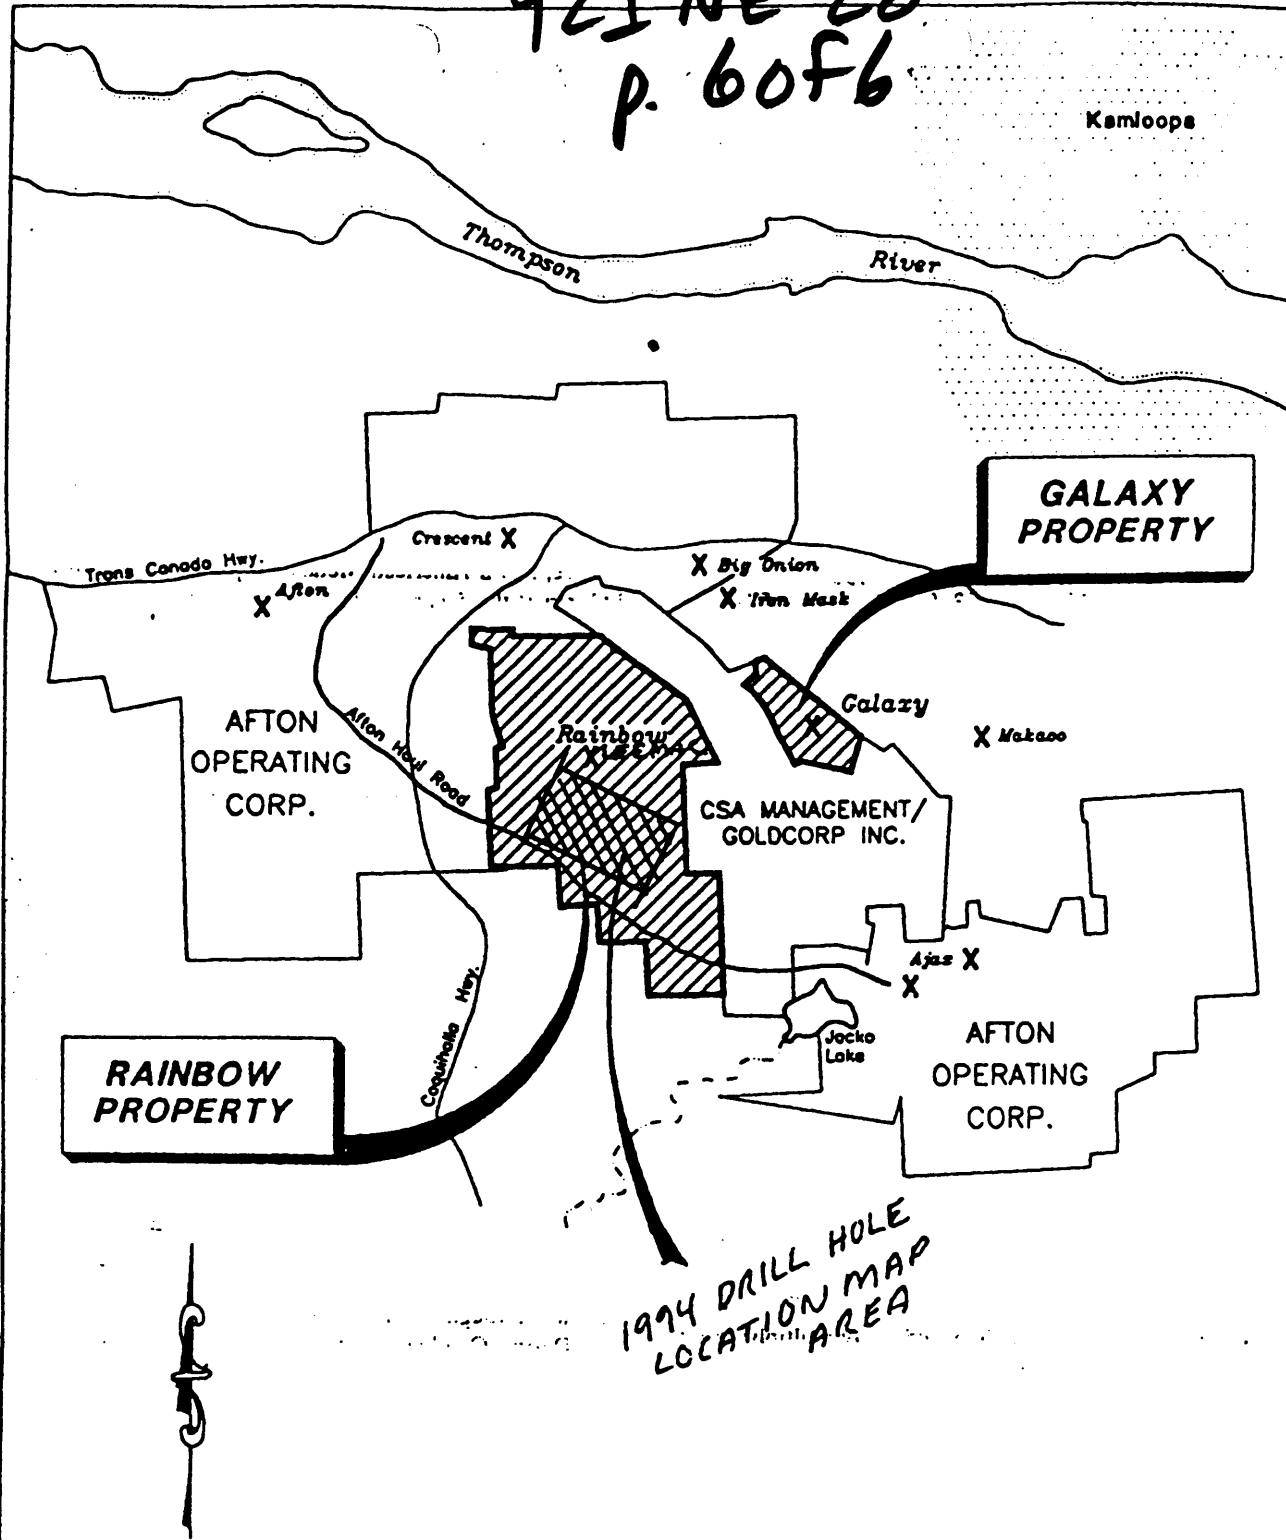 p. 6 of 6
Kamloops
Thompson
River
GALAXY
PROPERTY
Crescent X
Trans Canada Hwy.
X Big Onion
X Afton
X Iron Mask
Galaxy
X
AFTON
OPERATING
CORP.
Afton Haul Road
Rainbow
X
X Makaoo
CSA MANAGEMENT/
GOLDCORP INC.
Ajax X
X
Coquihalla Hwy.
Jocko
Lake
AFTON
OPERATING
CORP.
RAINBOW
PROPERTY
1994 DRILL HOLE
LOCATION MAP
AREA